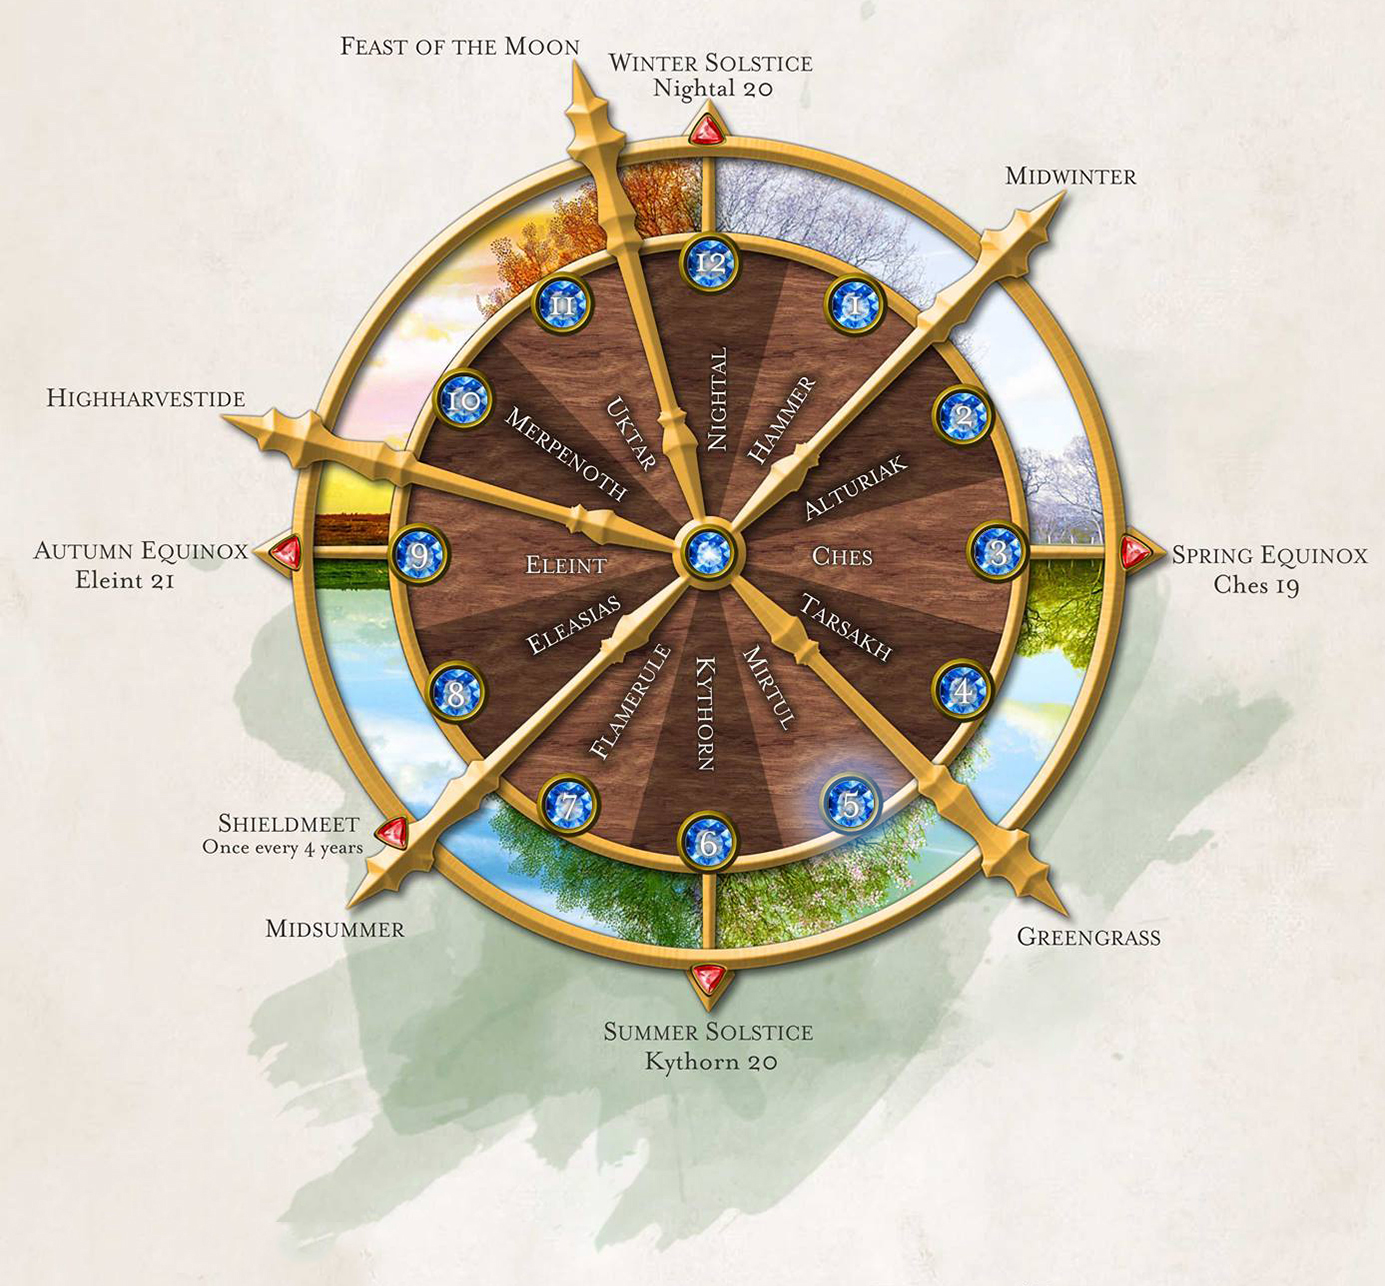 Feast of the Moon
Winter Solstice
Nightal 20
Midwinter
Highharvestide
Autumn Equinox
Eleint 21
Spring Equinox
Ches 19
Shieldmeet
Once every 4 years
Midsummer
Greengrass
Summer Solstice
Kythorn 20
12
1
2
3
4
5
6
7
8
9
10
11
Nightal
Hammer
Alturiak
Ches
Tarsakh
Mirtul
Kythorn
Flamerule
Eleasias
Eleint
Merpenoth
Uktar